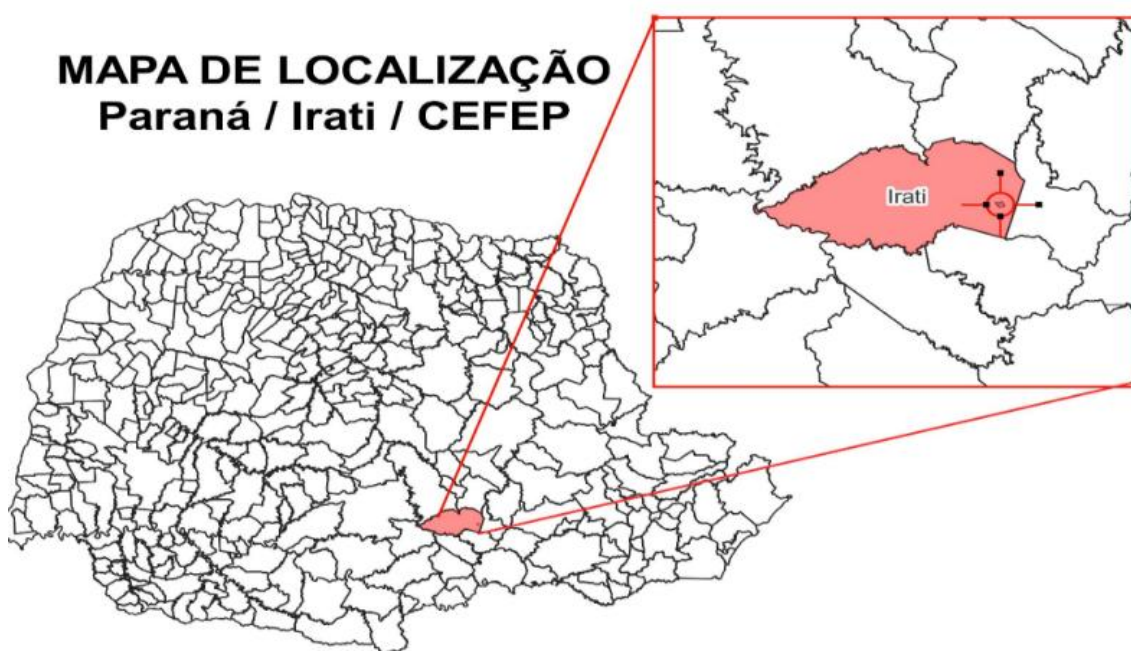 MAPA DE LOCALIZAÇÃO
Paraná / Irati / CEFEP
Irati